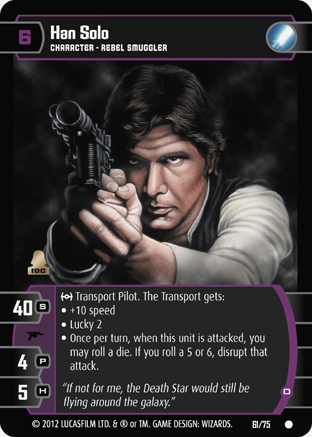 6 Han Solo
CHARACTER • REBEL SMUGGLER
IDC
40 S
Transport Pilot. The Transport gets:
• +10 speed
• Lucky 2
• Once per turn, when this unit is attacked, you
may roll a die. If you roll a 5 or 6, disrupt that
attack.
4 P
5 H
"If not for me, the Death Star would still be
flying around the galaxy."
© 2012 LUCASFILM LTD. & ® or TM. GAME DESIGN: WIZARDS. 61/75